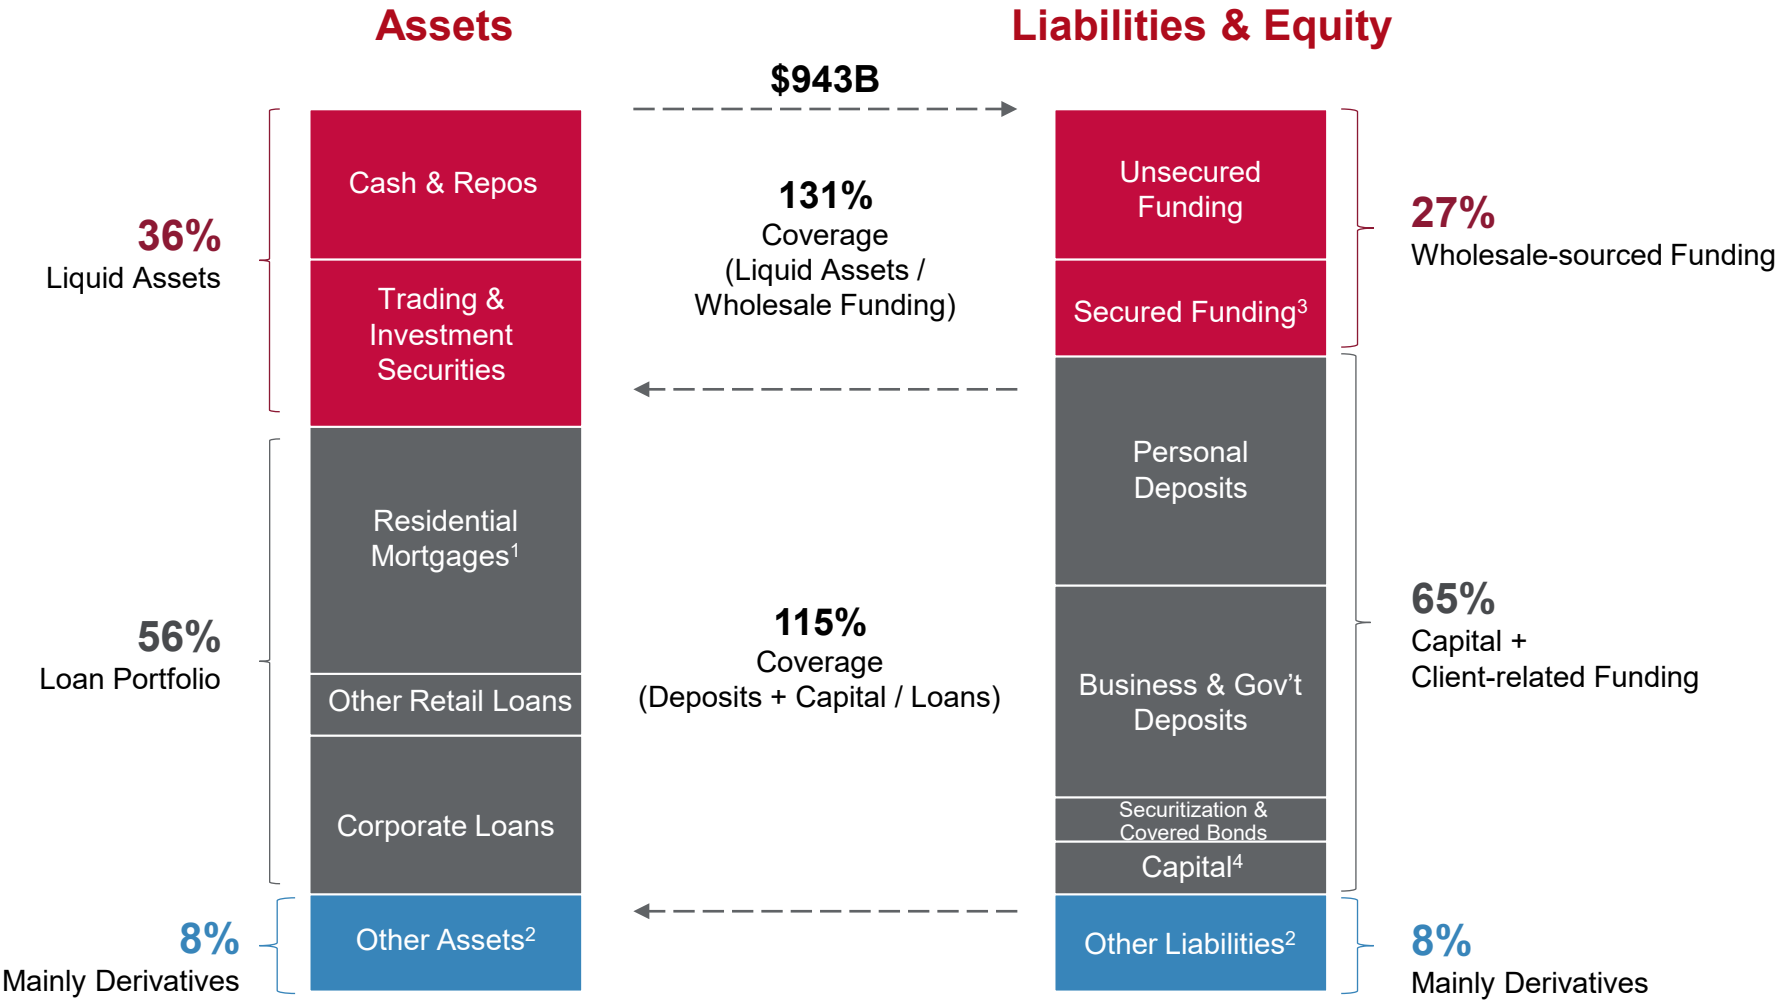 Assets
Liabilities & Equity
$943B
36%
Liquid Assets
Cash & Repos
Trading &
Investment
Securities
131%
Coverage
(Liquid Assets /
Wholesale Funding)
Unsecured
Funding
Secured Funding³
27%
Wholesale-sourced Funding
56%
Loan Portfolio
Residential
Mortgages¹
Other Retail Loans
Corporate Loans
115%
Coverage
(Deposits + Capital / Loans)
Personal
Deposits
Business & Gov’t
Deposits
Securitization &
Covered Bonds
Capital⁴
65%
Capital +
Client-related Funding
8%
Mainly Derivatives
Other Assets²
Other Liabilities²
8%
Mainly Derivatives